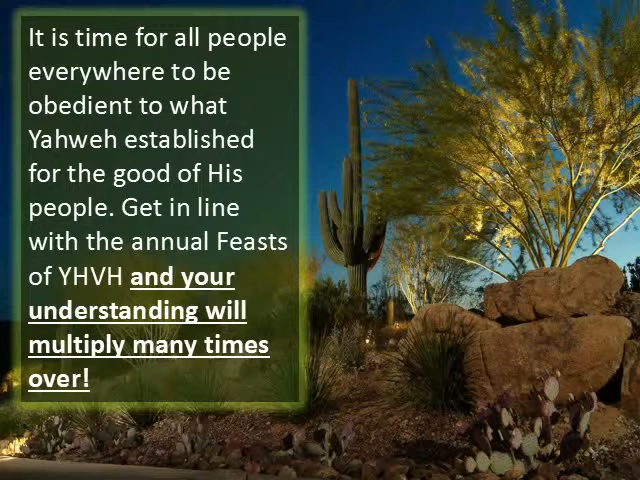 It is time for all people
everywhere to be
obedient to what
Yahweh established
for the good of His
people. Get in line
with the annual Feasts
of YHVH and your
understanding will
multiply many times
over!